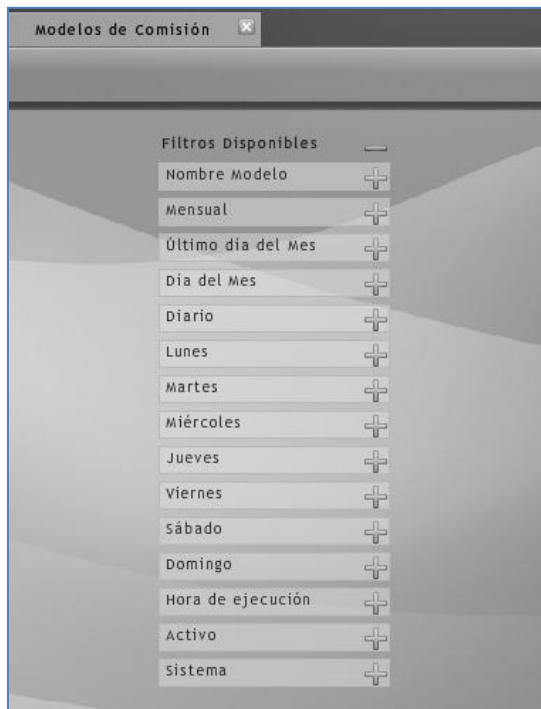 Modelos de Comisión
Filtros Disponibles
Nombre Modelo
Mensual
Último día del Mes
Día del Mes
Diario
Lunes
Martes
Miércoles
Jueves
Viernes
Sábado
Domingo
Hora de ejecución
Activo
Sistema